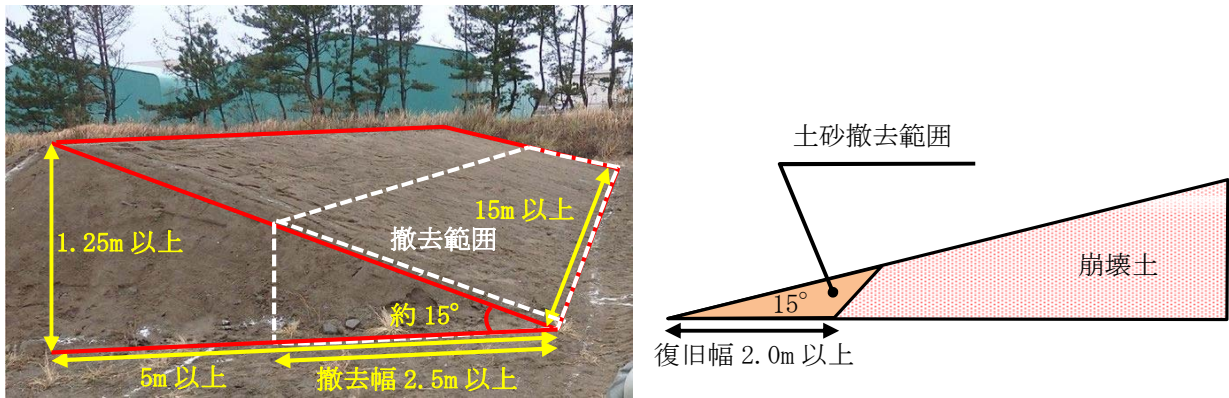 1.25m 以上
15m 以上
撤去範囲
約 15°
5m 以上
撤去幅 2.5m 以上
土砂撤去範囲
崩壊土
15°
復旧幅 2.0m 以上